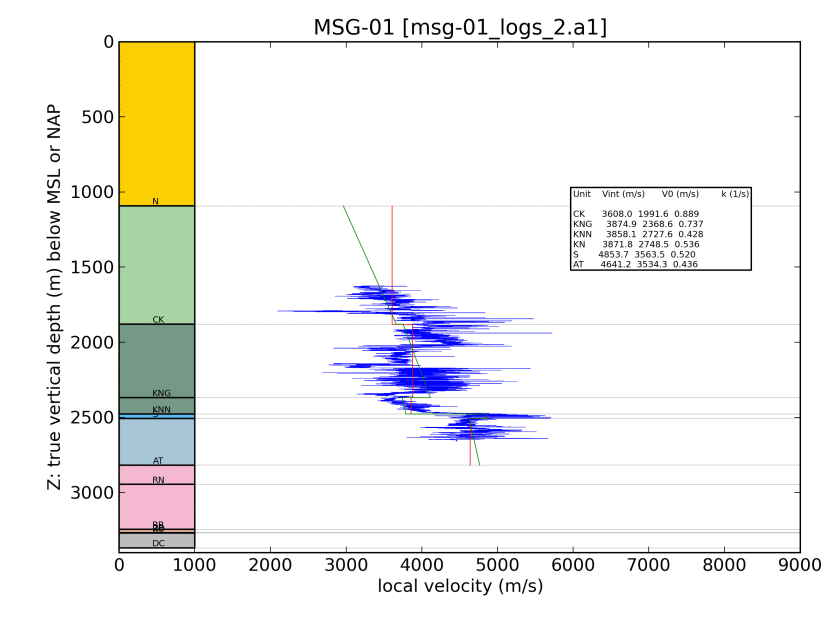 MSG-01 [msg-01_logs_2.a1]
Z: true vertical depth (m) below MSL or NAP
0
500
1000
1500
2000
2500
3000
N
CK
KNG
KNN
S
AT
RN
RB
DC
Unit Vint (m/s) V0 (m/s) k (1/s)
CK 3608.0 1991.6 0.889
KNG 3874.9 2368.6 0.737
KNN 3858.1 2727.6 0.428
KN 3871.8 2748.5 0.536
S 4853.7 3563.5 0.520
AT 4641.2 3534.3 0.436
0 1000 2000 3000 4000 5000 6000 7000 8000 9000
local velocity (m/s)